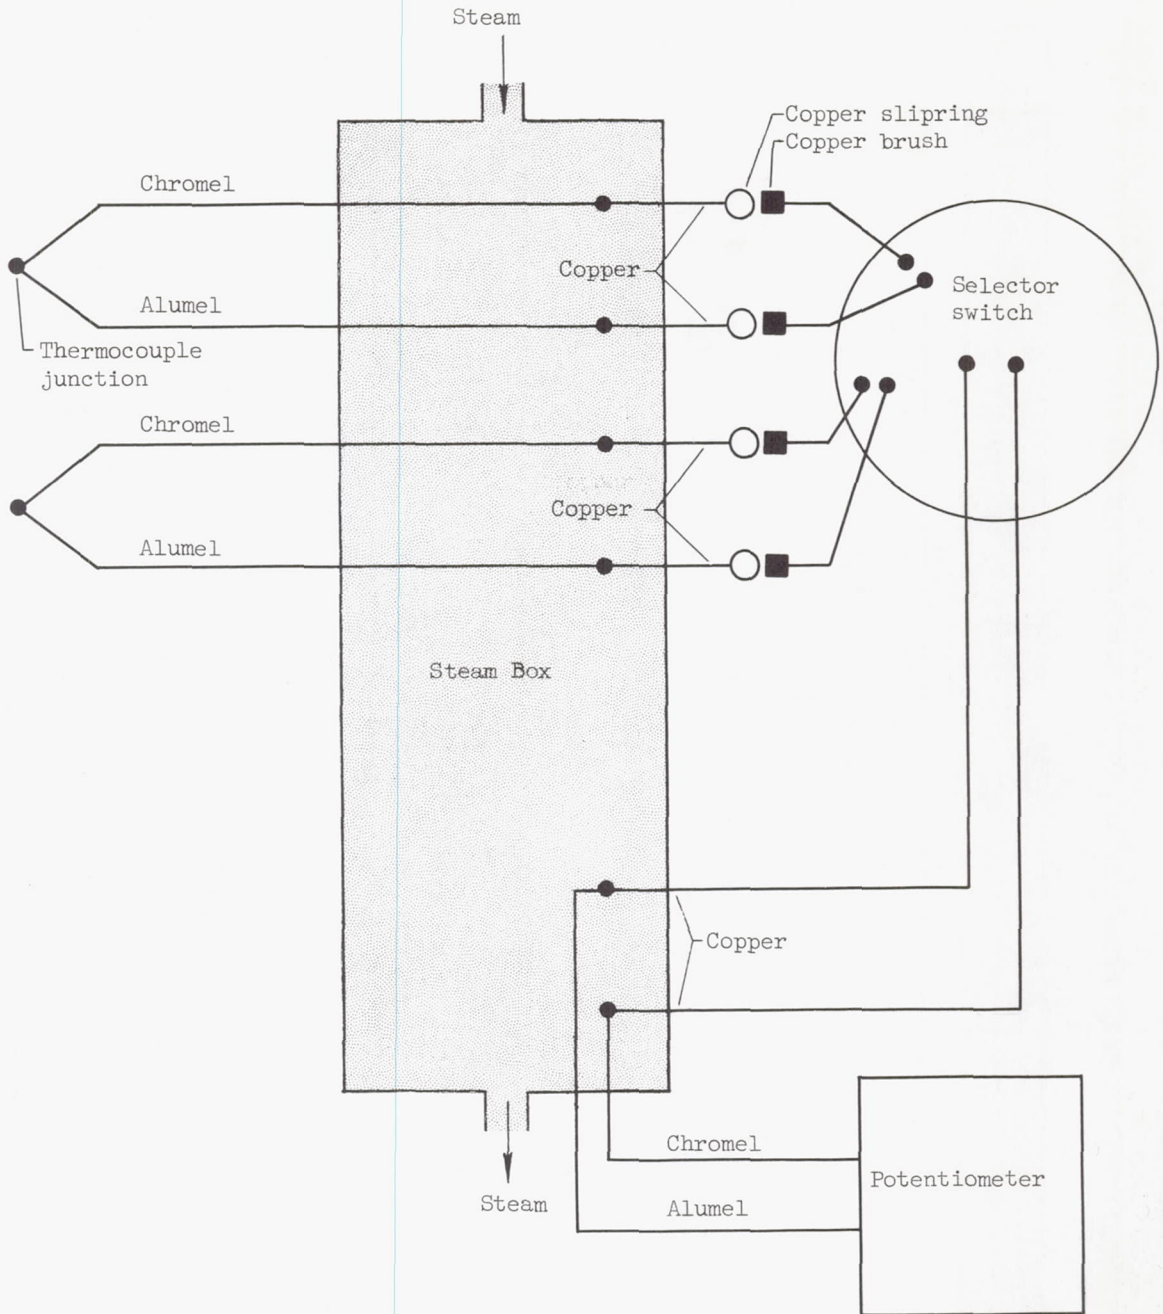 Steam
Copper slipring
Copper brush
Chromel
Copper
Selector
switch
Alumel
Thermocouple
junction
Chromel
Copper
Alumel
Steam Box
Copper
Chromel
Potentiometer
Steam
Alumel